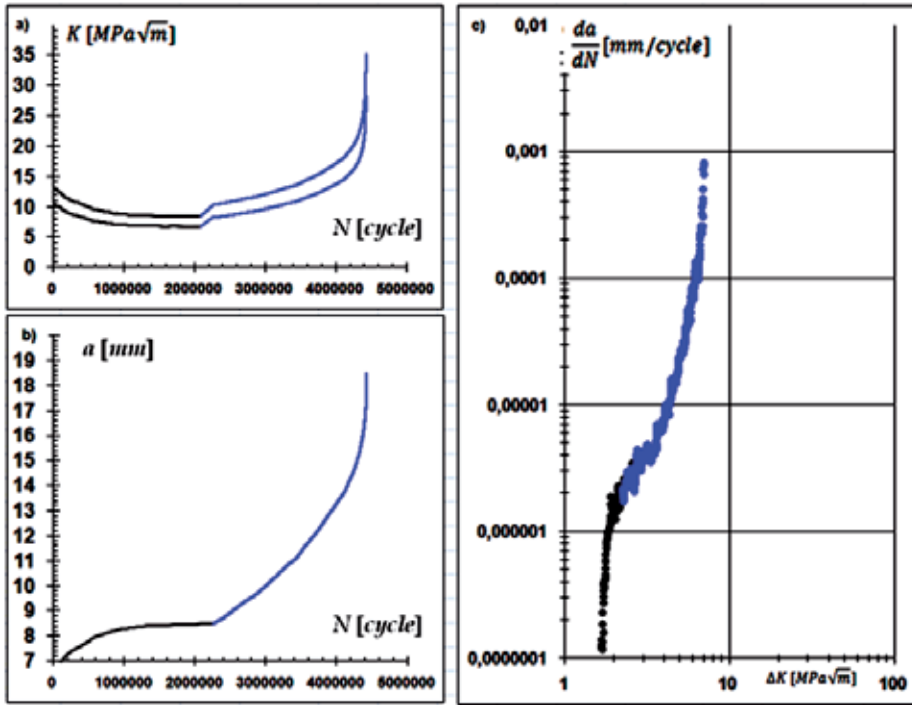 a)
K [MPa√m]
40
35
30
25
20
15
10
5
0
N [cycle]
0 1000000 2000000 3000000 4000000 5000000
b)
a [mm]
19
18
17
16
15
14
13
12
11
10
9
8
7
N [cycle]
0 1000000 2000000 3000000 4000000 5000000
c)
0,01
da
dN [mm/cycle]
0,001
0,0001
0,00001
0,000001
0,0000001
1 10 100
ΔK [MPa√m]